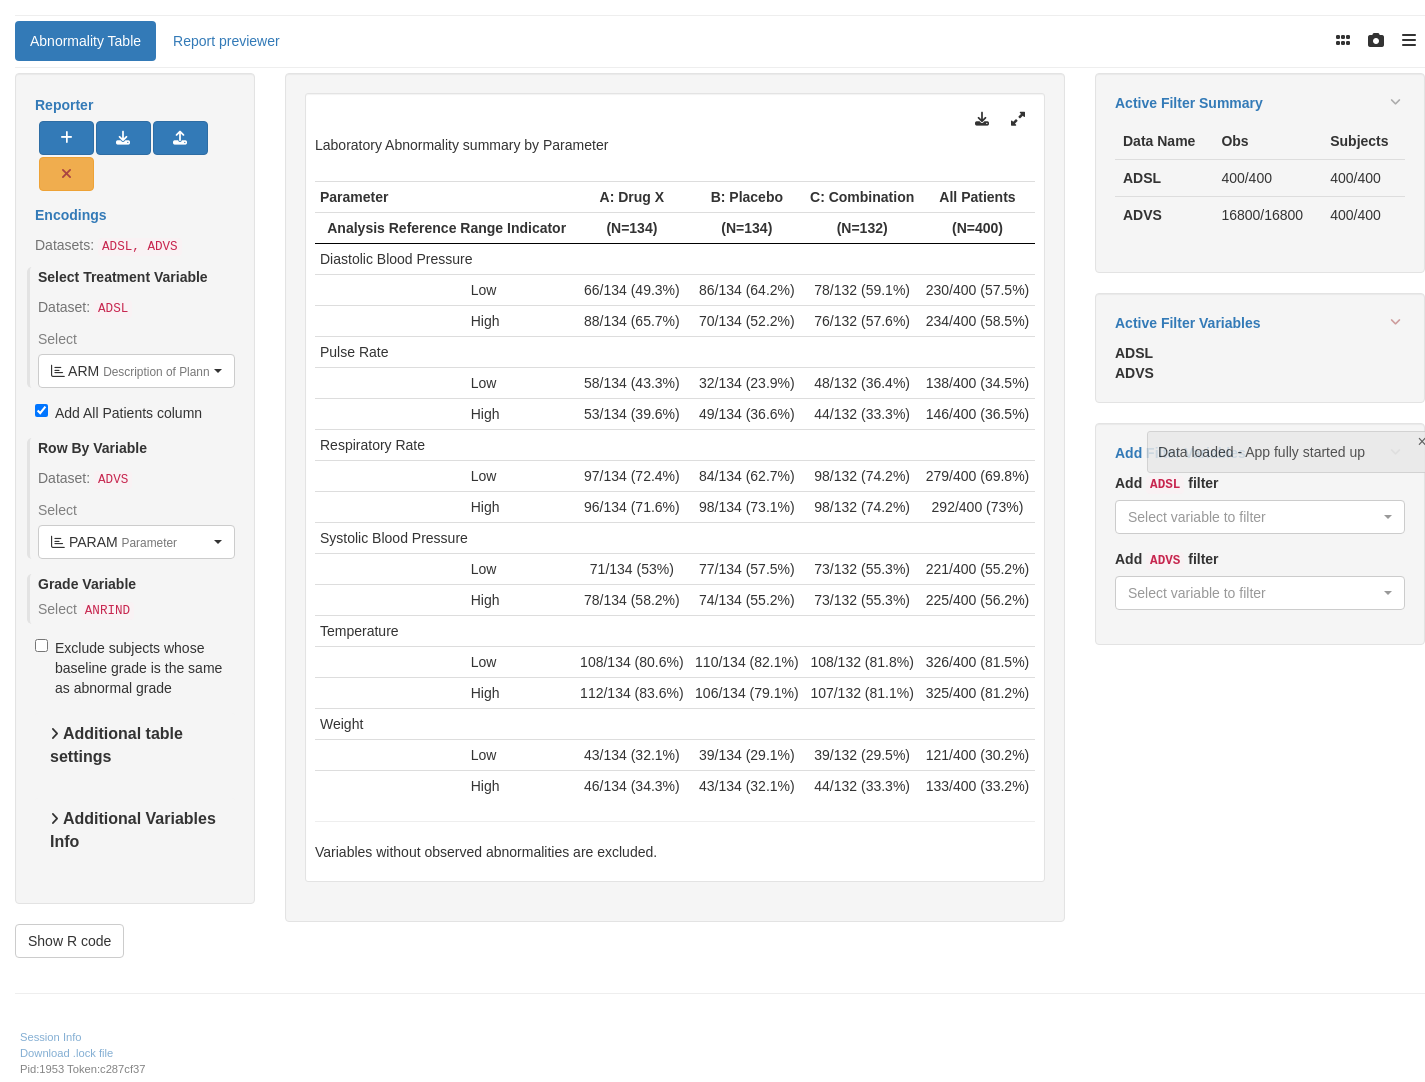 Abnormality Table
Report previewer
Reporter
Encodings
Datasets: ADSL, ADVS
Select Treatment Variable
Dataset: ADSL
Select
ARM Description of Plann
Add All Patients column
Row By Variable
Dataset: ADVS
Select
PARAM Parameter
Grade Variable
Select ANRIND
Exclude subjects whose
baseline grade is the same
as abnormal grade
Additional table
settings
Additional Variables
Info
Show R code
Laboratory Abnormality summary by Parameter
Parameter A: Drug X B: Placebo C: Combination All Patients
Analysis Reference Range Indicator (N=134) (N=134) (N=132) (N=400)
Diastolic Blood Pressure
Low 66/134 (49.3%) 86/134 (64.2%) 78/132 (59.1%) 230/400 (57.5%)
High 88/134 (65.7%) 70/134 (52.2%) 76/132 (57.6%) 234/400 (58.5%)
Pulse Rate
Low 58/134 (43.3%) 32/134 (23.9%) 48/132 (36.4%) 138/400 (34.5%)
High 53/134 (39.6%) 49/134 (36.6%) 44/132 (33.3%) 146/400 (36.5%)
Respiratory Rate
Low 97/134 (72.4%) 84/134 (62.7%) 98/132 (74.2%) 279/400 (69.8%)
High 96/134 (71.6%) 98/134 (73.1%) 98/132 (74.2%) 292/400 (73%)
Systolic Blood Pressure
Low 71/134 (53%) 77/134 (57.5%) 73/132 (55.3%) 221/400 (55.2%)
High 78/134 (58.2%) 74/134 (55.2%) 73/132 (55.3%) 225/400 (56.2%)
Temperature
Low 108/134 (80.6%) 110/134 (82.1%) 108/132 (81.8%) 326/400 (81.5%)
High 112/134 (83.6%) 106/134 (79.1%) 107/132 (81.1%) 325/400 (81.2%)
Weight
Low 43/134 (32.1%) 39/134 (29.1%) 39/132 (29.5%) 121/400 (30.2%)
High 46/134 (34.3%) 43/134 (32.1%) 44/132 (33.3%) 133/400 (33.2%)
Variables without observed abnormalities are excluded.
Active Filter Summary
Data Name Obs Subjects
ADSL 400/400 400/400
ADVS 16800/16800 400/400
Active Filter Variables
ADSL
ADVS
Add
Data loaded - App fully started up
×
Add ADSL filter
Select variable to filter
Add ADVS filter
Select variable to filter
Session Info
Download .lock file
Pid:1953 Token:c287cf37